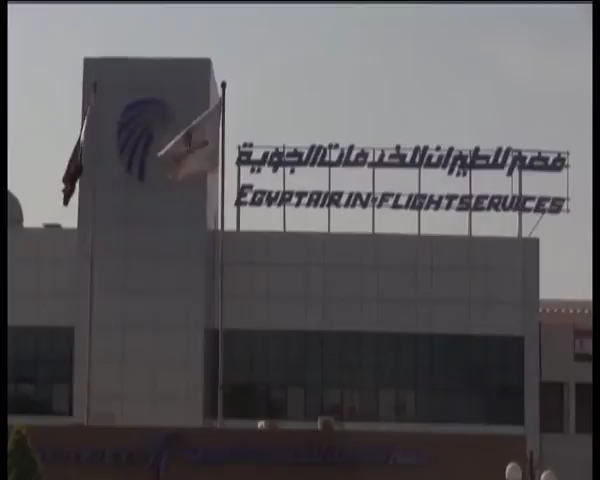 مصر للطيران للخدمات الجوية
EGYPTAIR IN-FLIGHT SERVICES